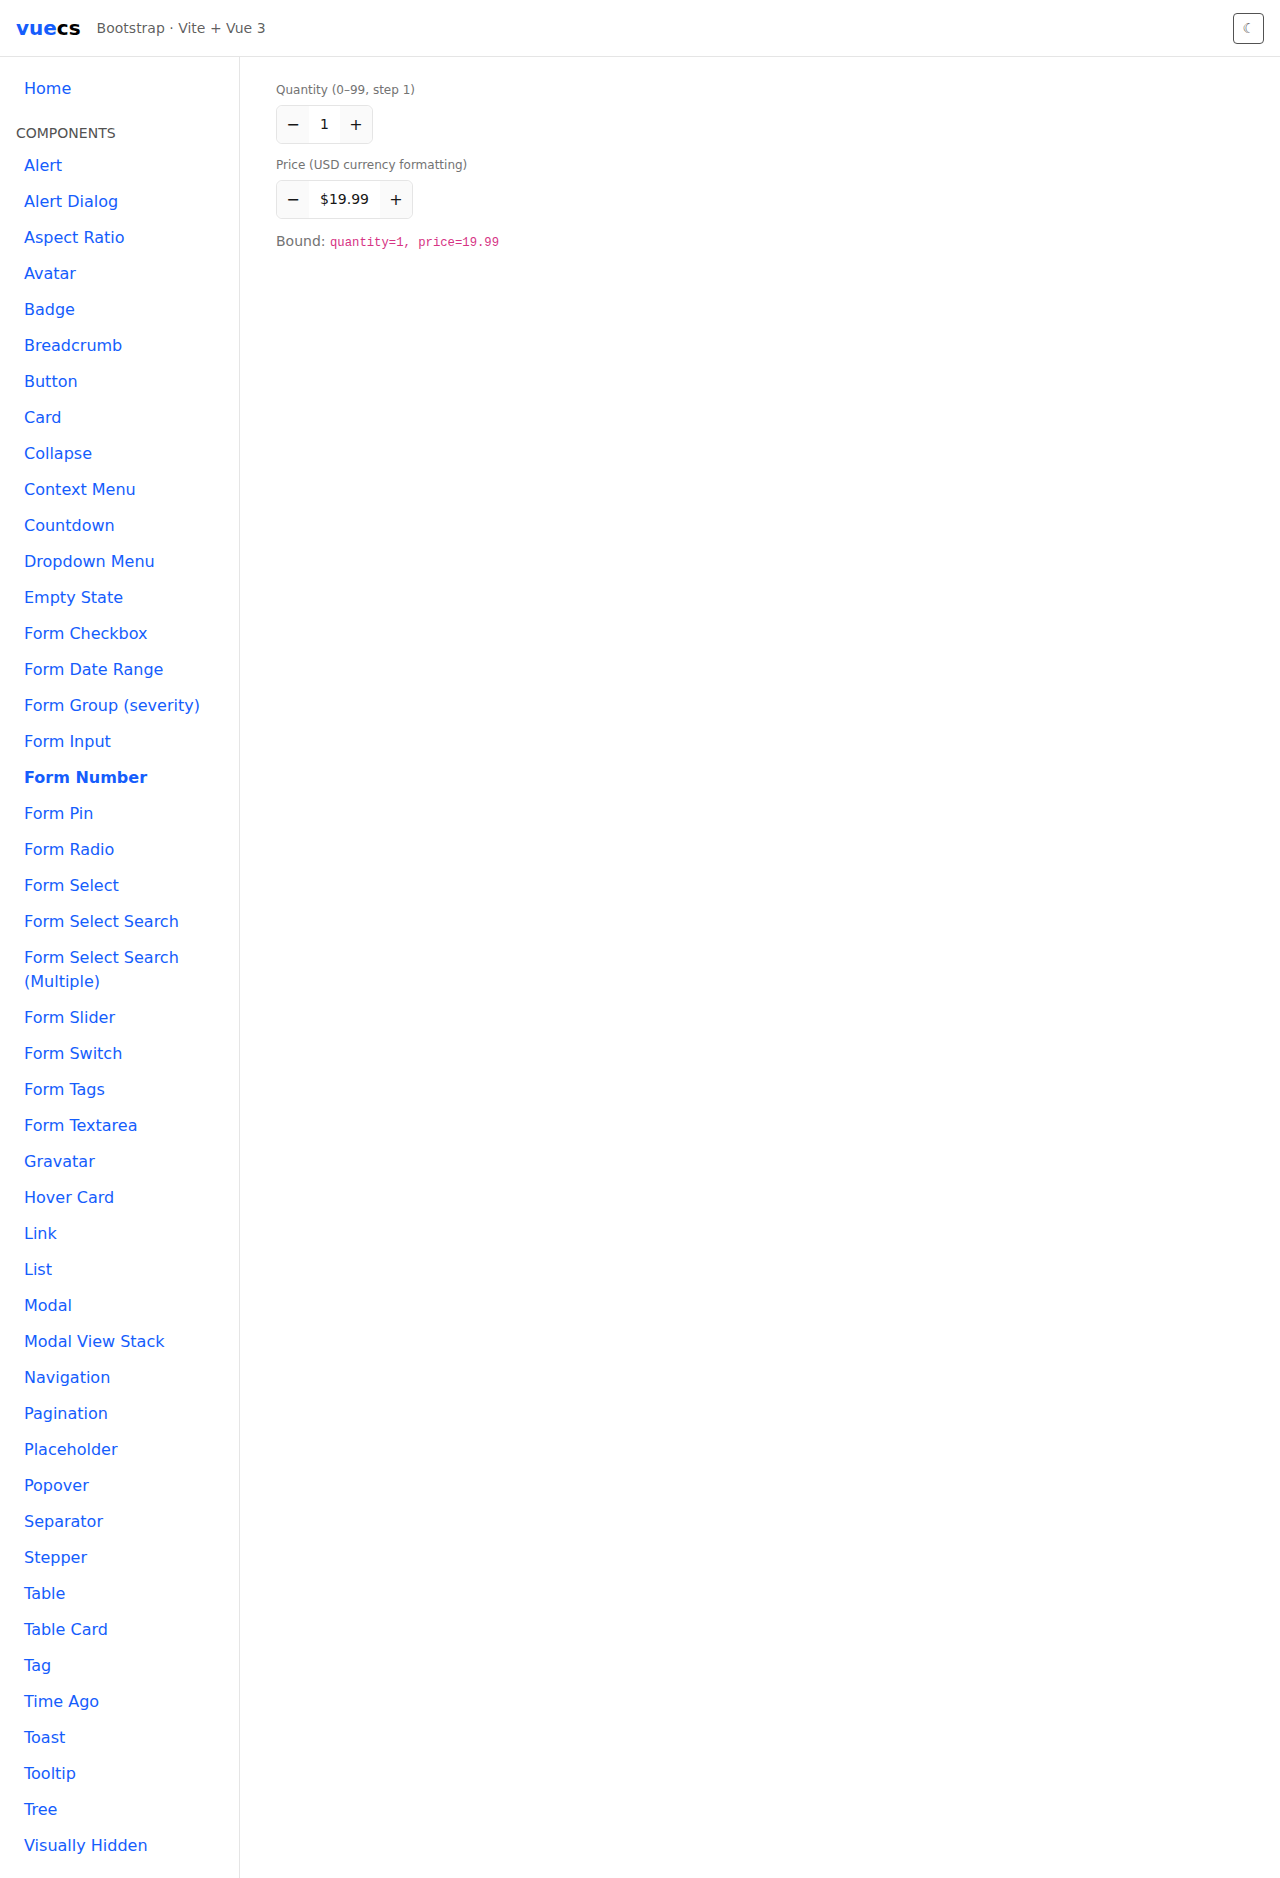 vuecs Bootstrap · Vite + Vue 3
☾
Home
COMPONENTS
Alert
Alert Dialog
Aspect Ratio
Avatar
Badge
Breadcrumb
Button
Card
Collapse
Context Menu
Countdown
Dropdown Menu
Empty State
Form Checkbox
Form Date Range
Form Group (severity)
Form Input
Form Number
Form Pin
Form Radio
Form Select
Form Select Search
Form Select Search
(Multiple)
Form Slider
Form Switch
Form Tags
Form Textarea
Gravatar
Hover Card
Link
List
Modal
Modal View Stack
Navigation
Pagination
Placeholder
Popover
Separator
Stepper
Table
Table Card
Tag
Time Ago
Toast
Tooltip
Tree
Visually Hidden
Quantity (0–99, step 1)
− 1 +
Price (USD currency formatting)
− $19.99 +
Bound: quantity=1, price=19.99